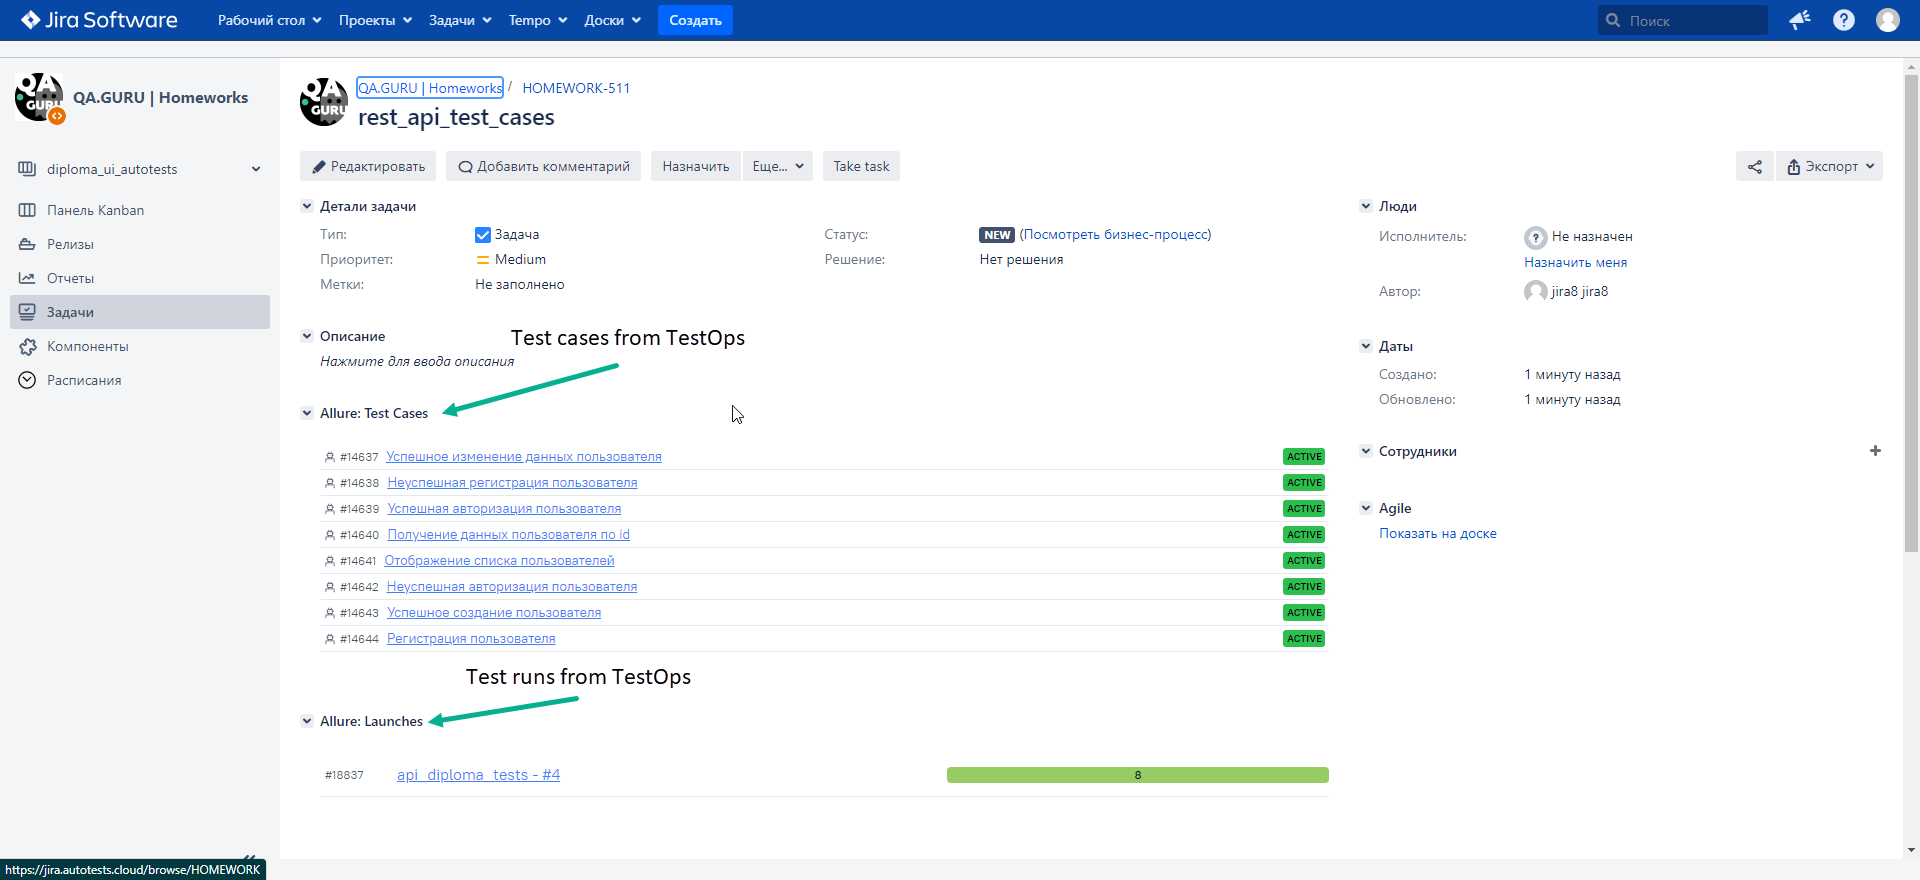 Jira Software Рабочий стол Проекты Задачи Tempo Доски Создать Поиск
QA GURU
QA.GURU | Homeworks
diploma_ui_autotests
Панель Kanban
Релизы
Отчеты
Задачи
Компоненты
Расписания
QA GURU
QA.GURU | Homeworks / HOMEWORK-511
rest_api_test_cases
Редактировать Добавить комментарий Назначить Еще... Take task Экспорт
Детали задачи
Тип: Задача Статус: NEW (Посмотреть бизнес-процесс)
Приоритет: Medium Решение: Нет решения
Метки: Не заполнено
Описание
Нажмите для ввода описания
Test cases from TestOps
Allure: Test Cases
#14637 Успешное изменение данных пользователя ACTIVE
#14638 Неуспешная регистрация пользователя ACTIVE
#14639 Успешная авторизация пользователя ACTIVE
#14640 Получение данных пользователя по id ACTIVE
#14641 Отображение списка пользователей ACTIVE
#14642 Неуспешная авторизация пользователя ACTIVE
#14643 Успешное создание пользователя ACTIVE
#14644 Регистрация пользователя ACTIVE
Test runs from TestOps
Allure: Launches
#18837 api_diploma_tests - #4 8
Люди
Исполнитель: Не назначен
Назначить меня
Автор: jira8 jira8
Даты
Создано: 1 минуту назад
Обновлено: 1 минуту назад
Сотрудники
Agile
Показать на доске
https://jira.autotests.cloud/browse/HOMEWORK